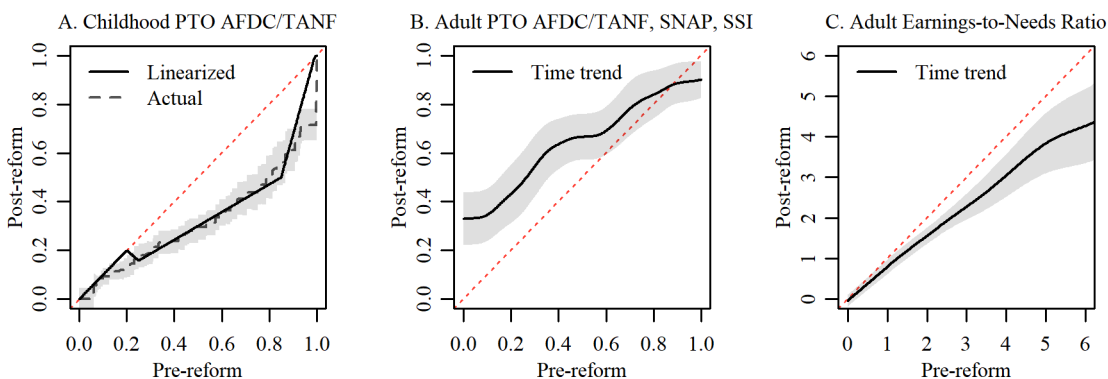 A. Childhood PTO AFDC/TANF
Post-reform
1.0
0.8
0.6
0.4
0.2
0.0
Linearized
Actual
0.0 0.2 0.4 0.6 0.8 1.0
Pre-reform
B. Adult PTO AFDC/TANF, SNAP, SSI
Post-reform
1.0
0.8
0.6
0.4
0.2
0.0
Time trend
0.0 0.2 0.4 0.6 0.8 1.0
Pre-reform
C. Adult Earnings-to-Needs Ratio
Post-reform
6
5
4
3
2
1
0
Time trend
0 1 2 3 4 5 6
Pre-reform